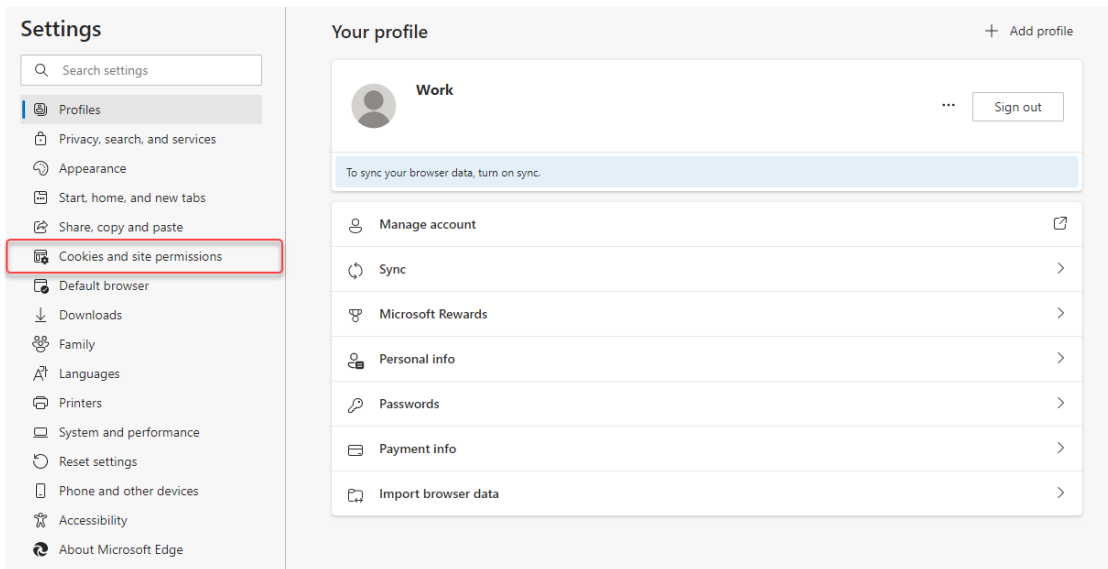 Settings
Search settings
Profiles
Privacy, search, and services
Appearance
Start, home, and new tabs
Share, copy and paste
Cookies and site permissions
Default browser
Downloads
Family
Languages
Printers
System and performance
Reset settings
Phone and other devices
Accessibility
About Microsoft Edge
Your profile
Add profile
Work
Sign out
To sync your browser data, turn on sync.
Manage account
Sync
Microsoft Rewards
Personal info
Passwords
Payment info
Import browser data